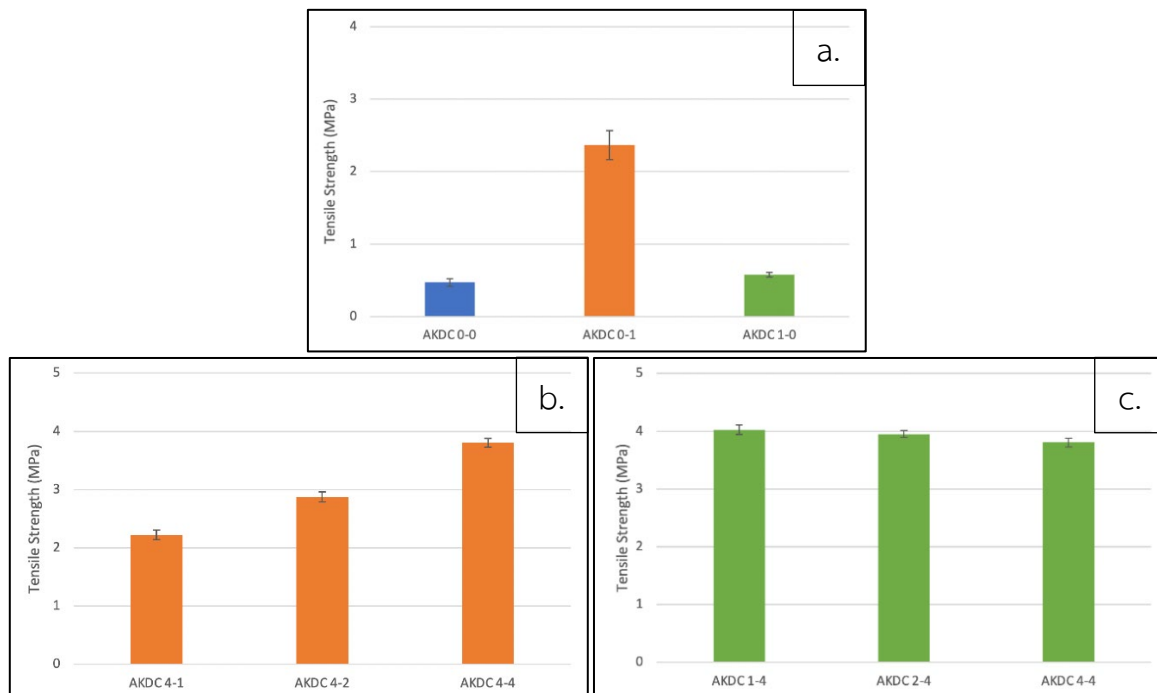 a.
4
3
2
1
0
Tensile Strength (MPa)
AKDC 0-0 AKDC 0-1 AKDC 1-0
b.
5
4
3
2
1
0
Tensile Strength (MPa)
AKDC 4-1 AKDC 4-2 AKDC 4-4
c.
5
4
3
2
1
0
Tensile Strength (MPa)
AKDC 1-4 AKDC 2-4 AKDC 4-4